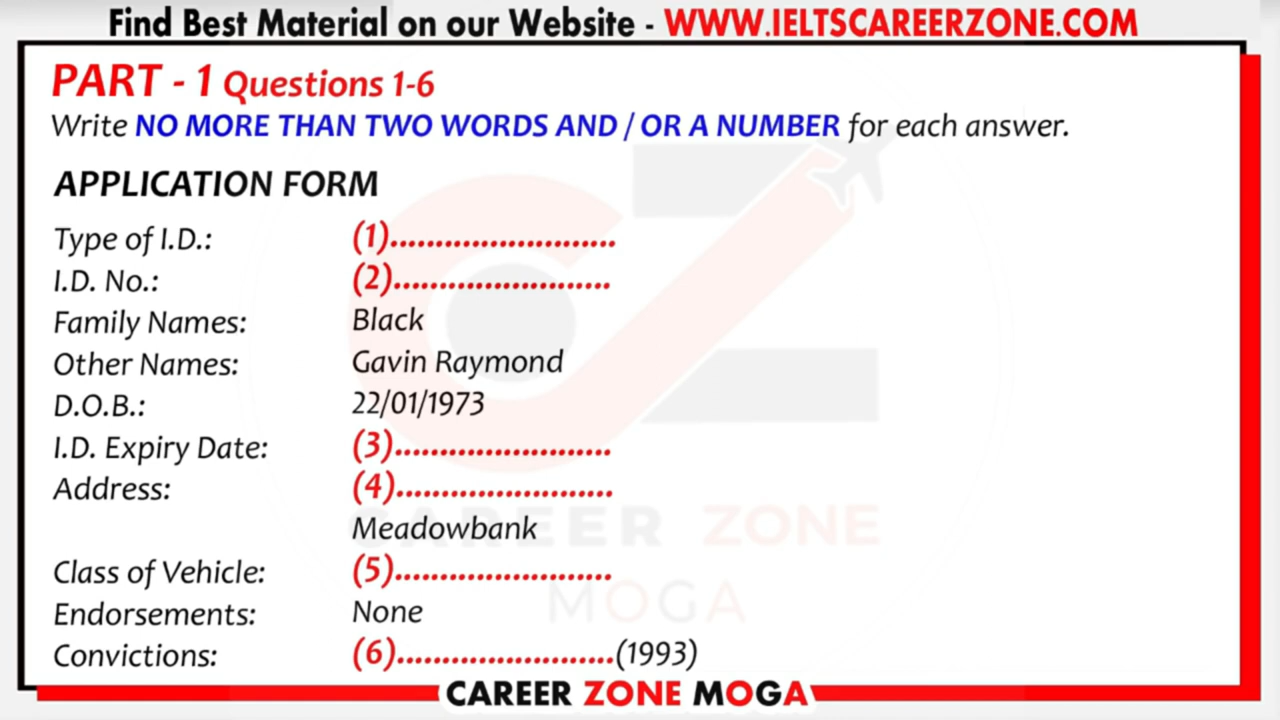 Find Best Material on our Website - WWW.IELTSCAREERZONE.COM
PART - 1 Questions 1-6
Write NO MORE THAN TWO WORDS AND / OR A NUMBER for each answer.
APPLICATION FORM
Type of I.D.: (1).........................
I.D. No.: (2)........................
Family Names: Black
Other Names: Gavin Raymond
D.O.B.: 22/01/1973
I.D. Expiry Date: (3)........................
Address: (4)........................
Meadowbank
Class of Vehicle: (5)........................
Endorsements: None
Convictions: (6)........................(1993)
CAREER ZONE
MOGA
CAREER ZONE MOGA